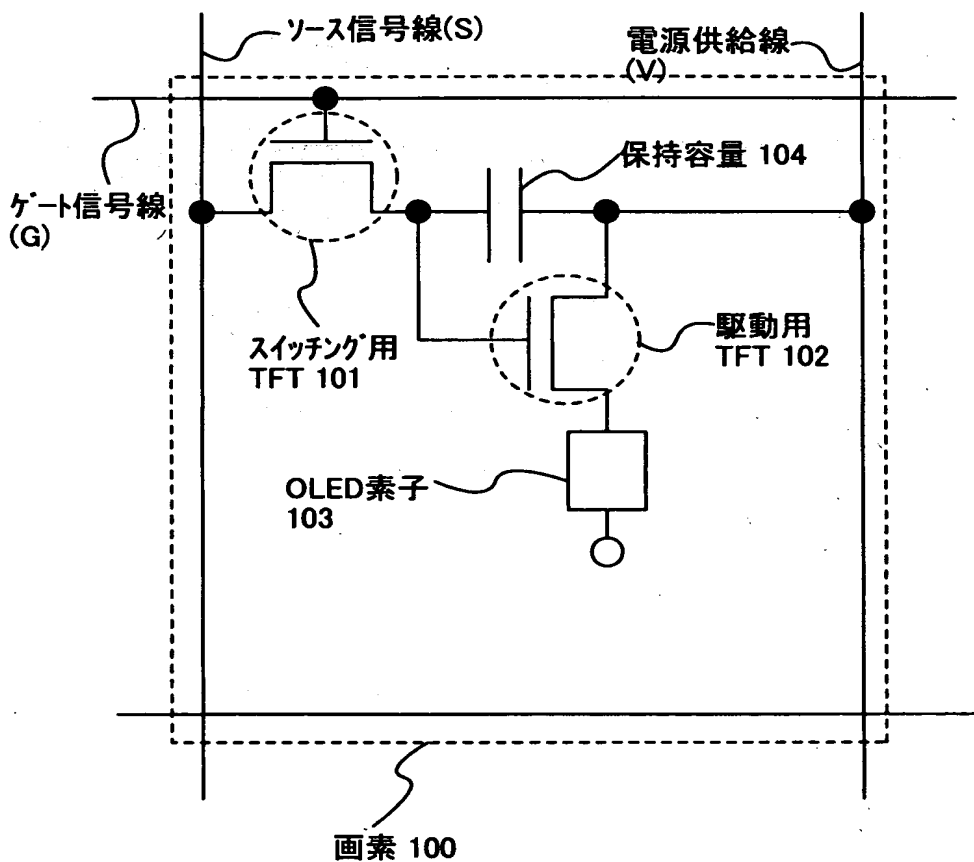 ソース信号線(S)
電源供給線
(V)
保持容量 104
ゲート信号線
(G)
スイッチング用
TFT 101
駆動用
TFT 102
OLED素子
103
画素 100